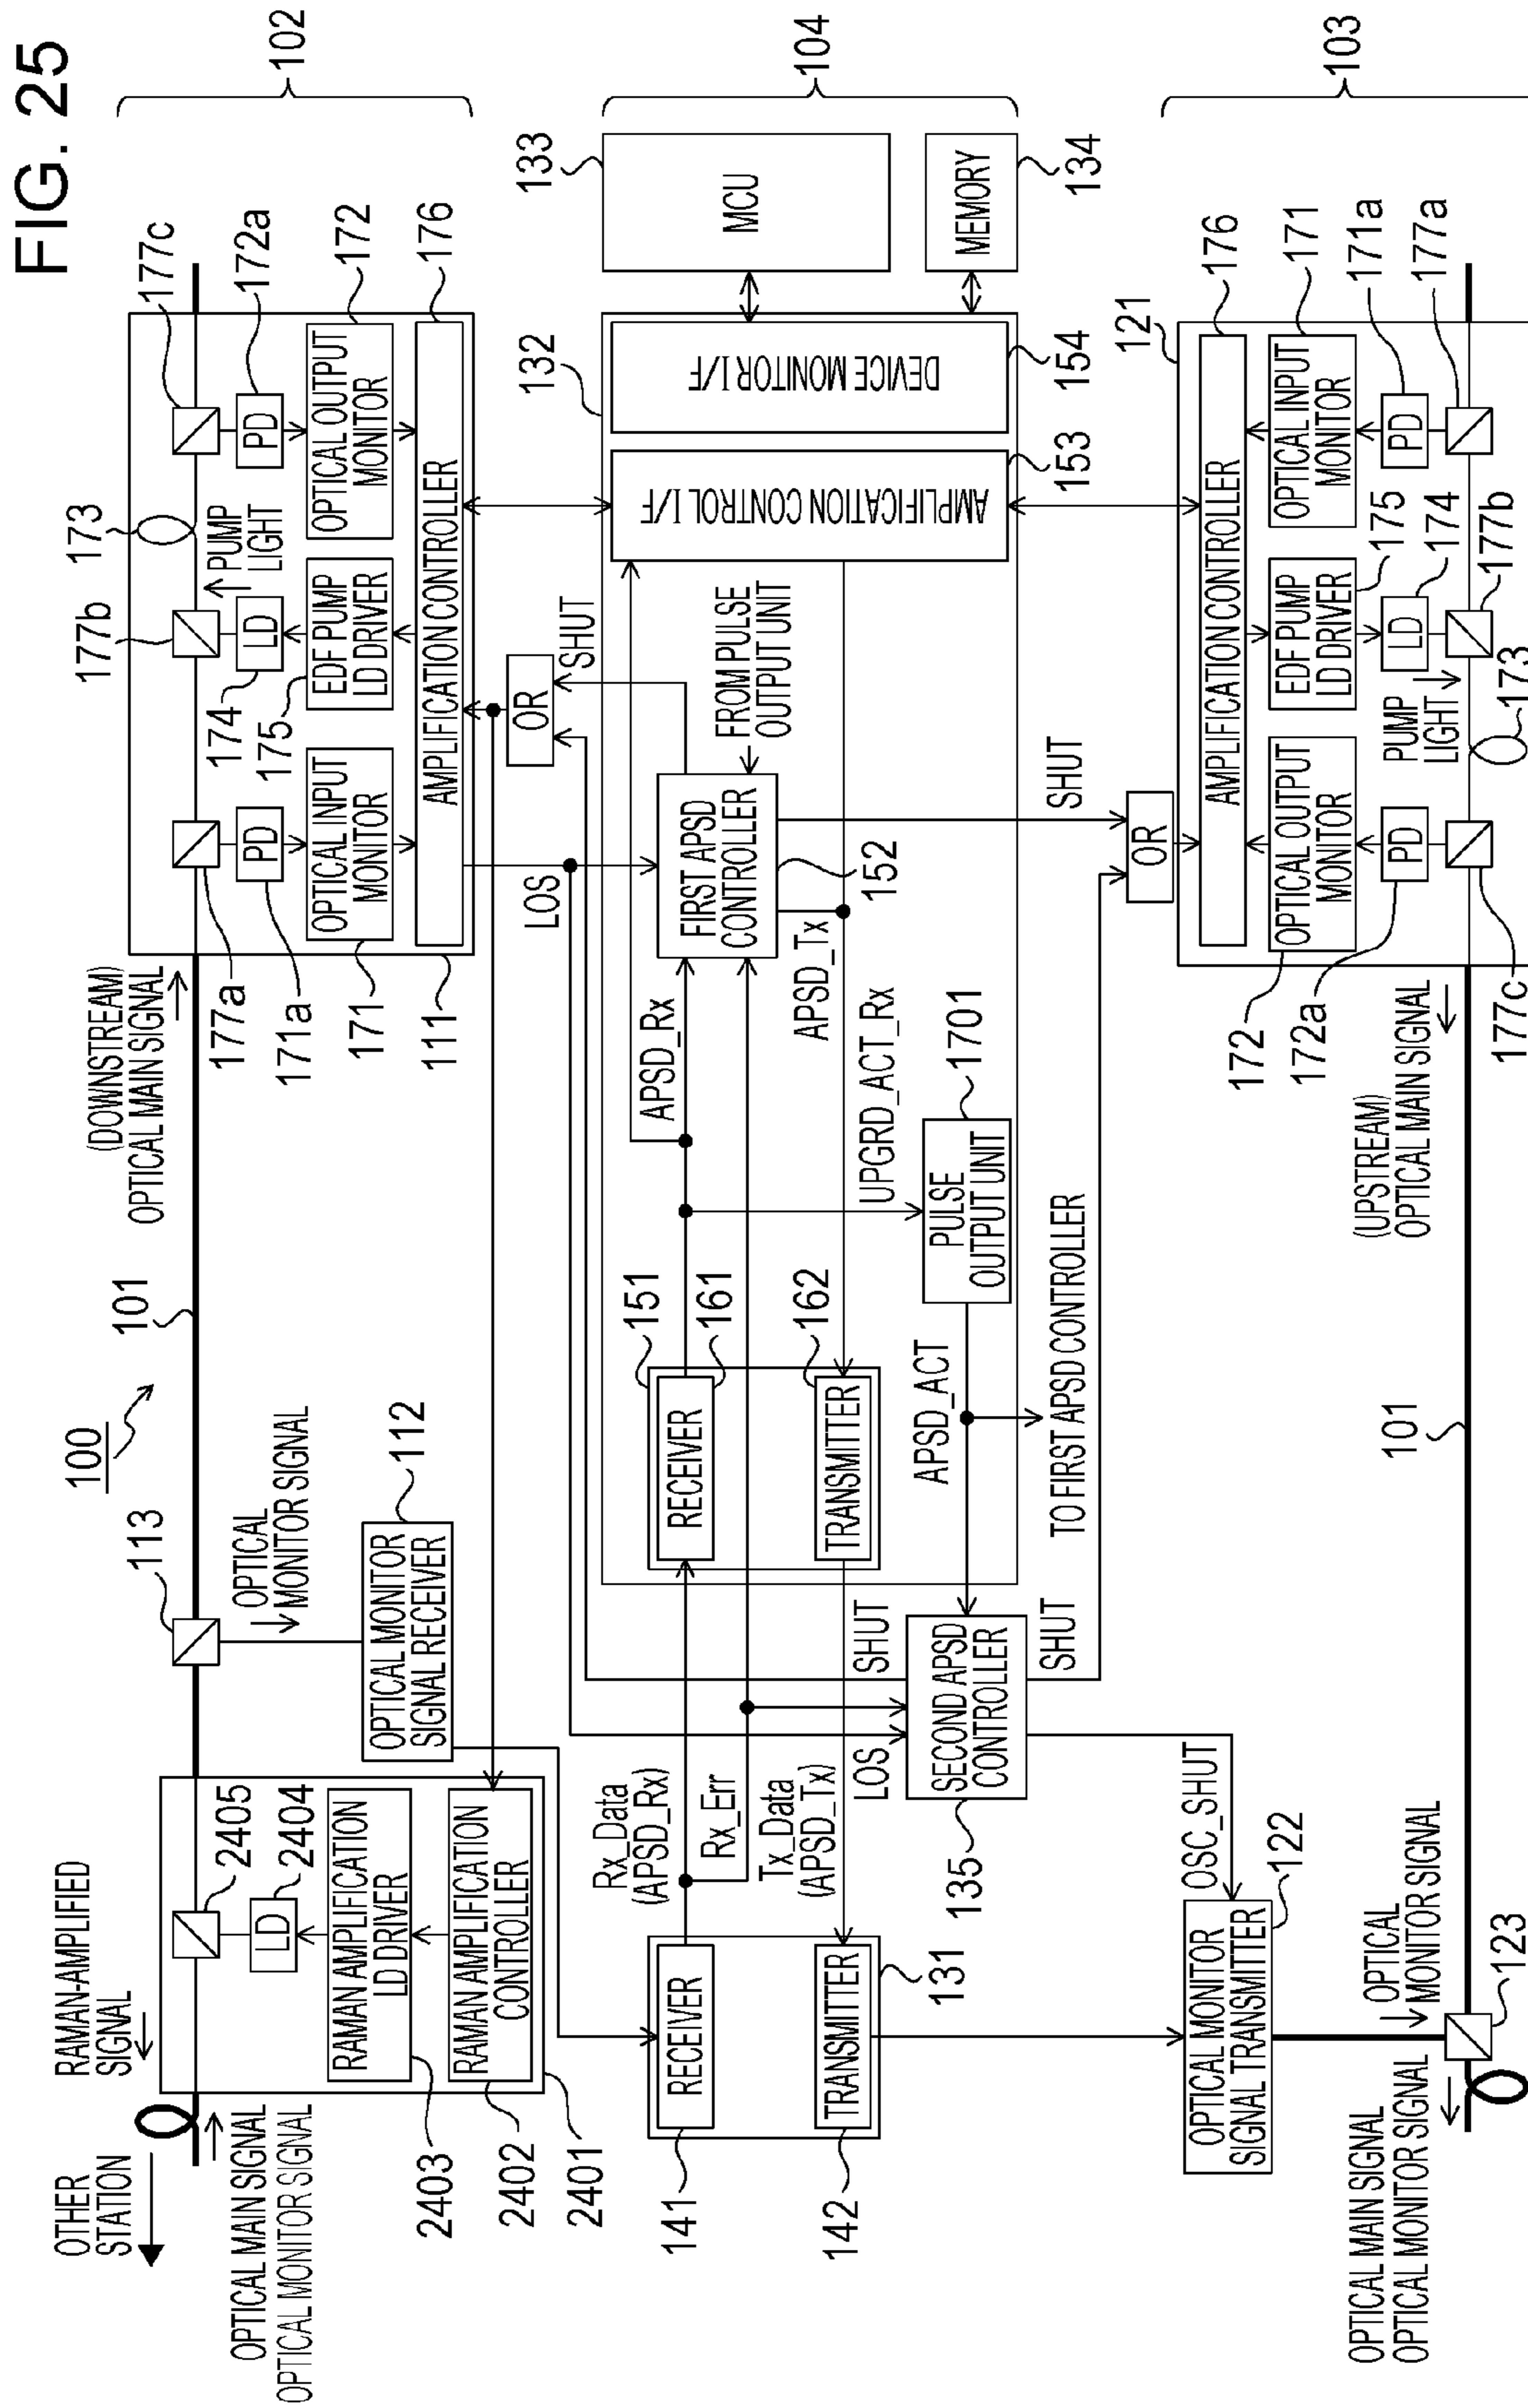 FIG. 25
100
OTHER
STATION
RAMAN-AMPLIFIED
SIGNAL
OPTICAL MAIN SIGNAL
OPTICAL MONITOR SIGNAL
2405
LD
2404
RAMAN AMPLIFICATION
LD DRIVER
RAMAN AMPLIFICATION
CONTROLLER
2403
2402
2401
113
OPTICAL
MONITOR SIGNAL
OPTICAL MONITOR
SIGNAL RECEIVER
112
101
(DOWNSTREAM)
OPTICAL MAIN SIGNAL
177a
171a
171
111
PD
OPTICAL INPUT
MONITOR
177b
174
175
LD
PUMP
LIGHT
EDF PUMP
LD DRIVER
173
177c
PD
172a
OPTICAL OUTPUT
MONITOR
172
AMPLIFICATION CONTROLLER
176
102
LOS
OR
SHUT
141
RECEIVER
TRANSMITTER
142
131
Rx_Data
(APSD_Rx)
Rx_Err
Tx_Data
(APSD_Tx)
LOS
SHUT
SECOND APSD
CONTROLLER
135
SHUT
OSC_SHUT
151
RECEIVER
161
TRANSMITTER
162
APSD_ACT
TO FIRST APSD CONTROLLER
APSD_Rx
UPGRD_ACT_Rx
PULSE
OUTPUT UNIT
1701
APSD_Tx
FIRST APSD
CONTROLLER
152
FROM PULSE
OUTPUT UNIT
SHUT
132
AMPLIFICATION CONTROL I/F
153
DEVICE MONITOR I/F
154
133
MCU
MEMORY
134
104
OR
121
AMPLIFICATION CONTROLLER
176
OPTICAL OUTPUT
MONITOR
172
PD
172a
177c
EDF PUMP
LD DRIVER
175
LD
174
PUMP
LIGHT
177b
173
OPTICAL INPUT
MONITOR
171
PD
171a
177a
103
(UPSTREAM)
OPTICAL MAIN SIGNAL
101
OPTICAL MONITOR
SIGNAL TRANSMITTER
122
OPTICAL
MONITOR SIGNAL
123
OPTICAL MAIN SIGNAL
OPTICAL MONITOR SIGNAL